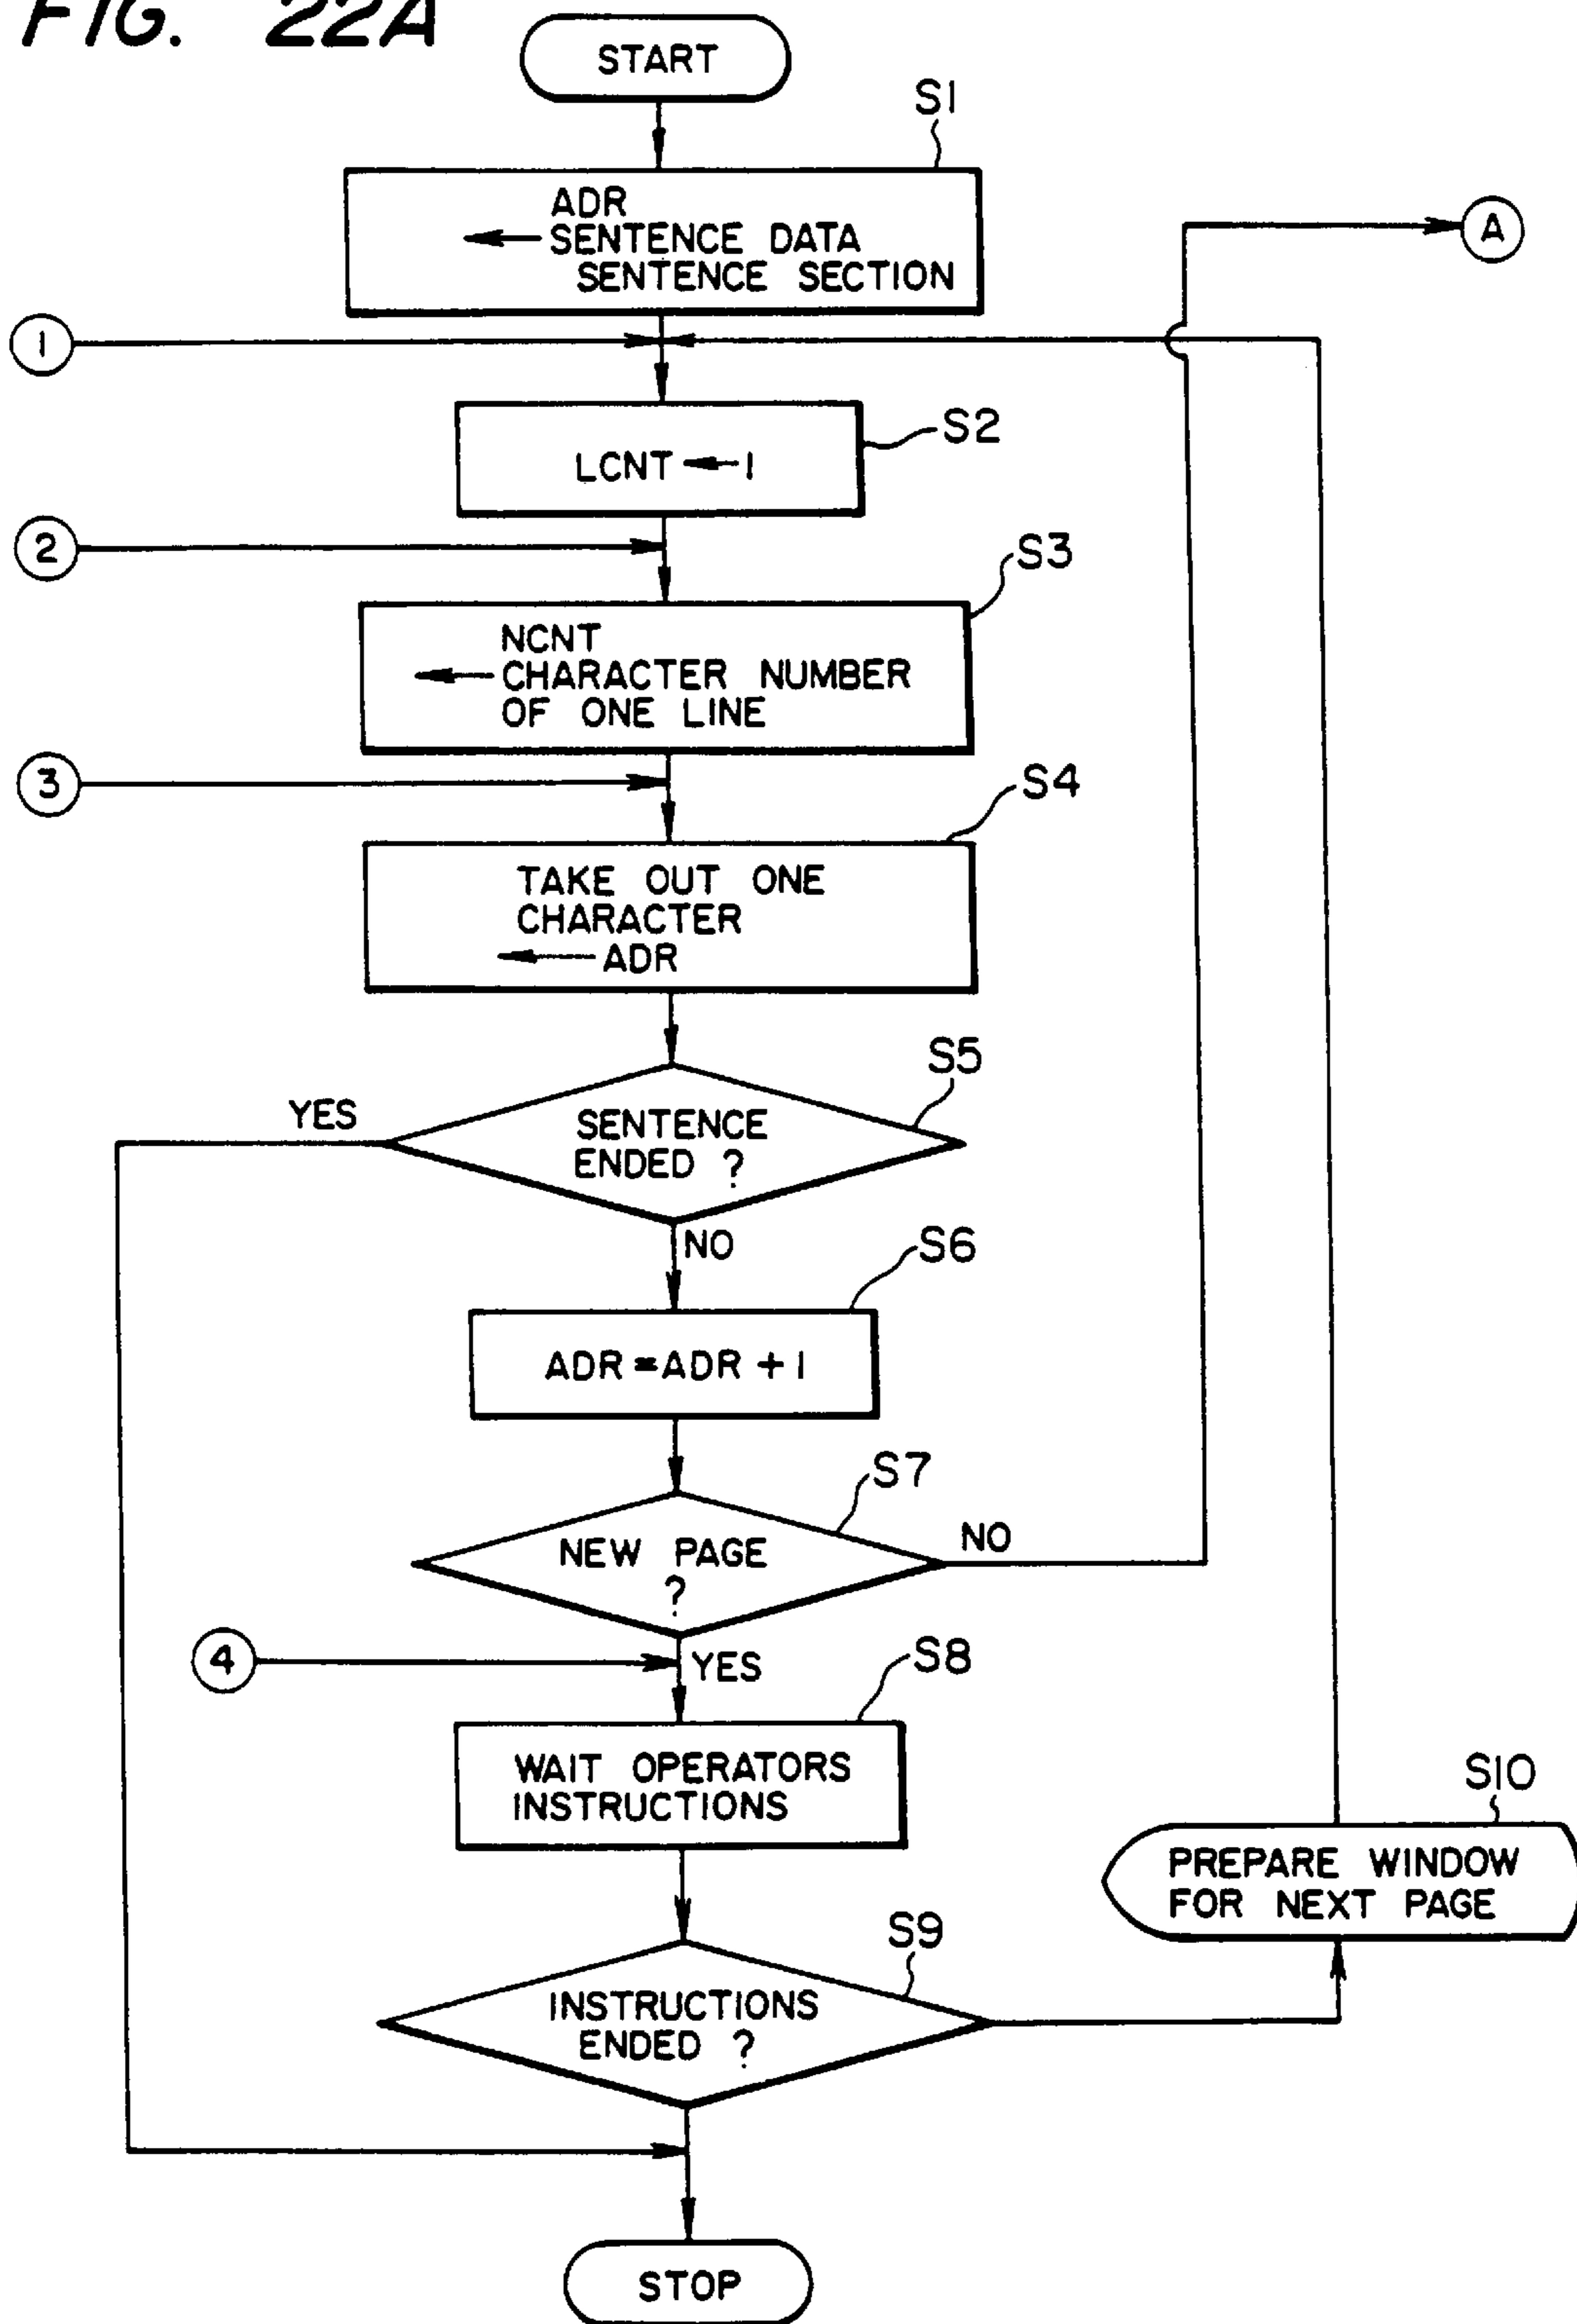 FIG. 22A
START
S1
ADR
← SENTENCE DATA
SENTENCE SECTION
A
1
S2
LCNT ← 1
2
S3
NCNT
← CHARACTER NUMBER
OF ONE LINE
3
S4
TAKE OUT ONE
CHARACTER
← ADR
S5
YES
SENTENCE
ENDED ?
NO
S6
ADR = ADR + 1
S7
NEW PAGE
?
NO
4
YES
S8
WAIT OPERATORS
INSTRUCTIONS
S10
PREPARE WINDOW
FOR NEXT PAGE
S9
INSTRUCTIONS
ENDED ?
STOP